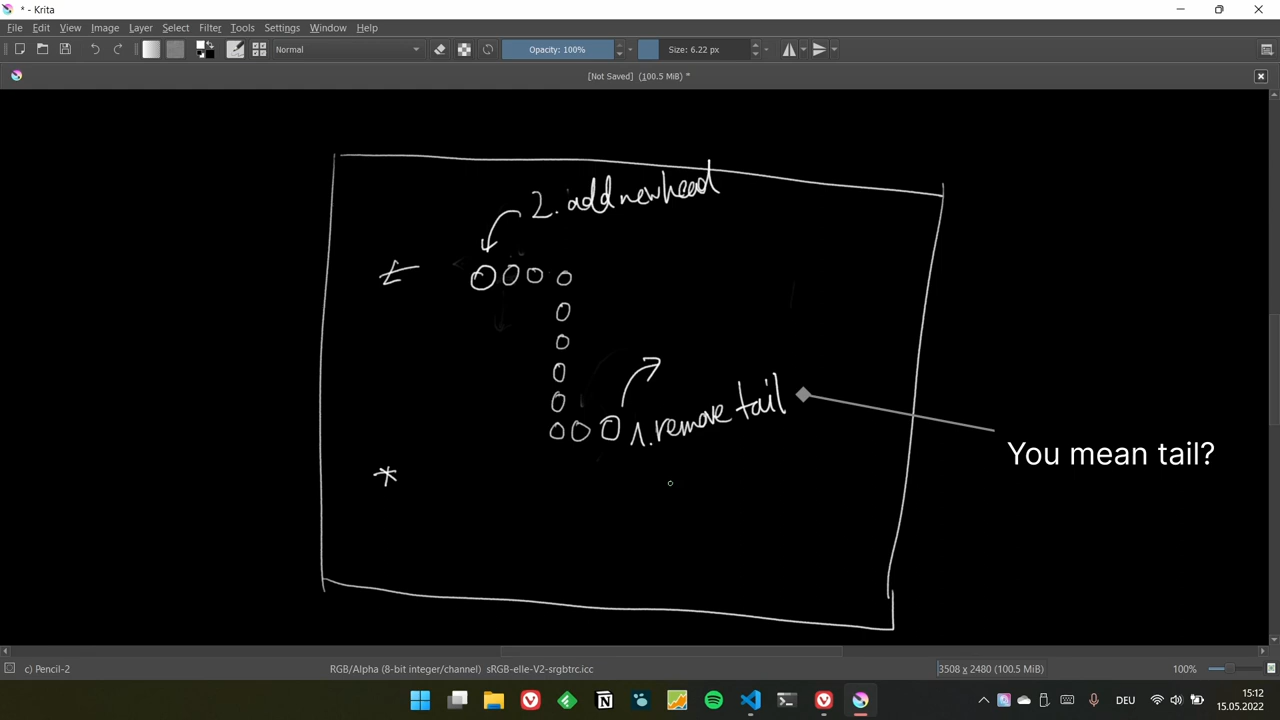 * - Krita
File Edit View Image Layer Select Filter Tools Settings Window Help
Normal Opacity: 100% Size: 6.22 px
[Not Saved] (100.5 MiB) *
2. add new head
1. remove tail
You mean tail?
*
c) Pencil-2 RGB/Alpha (8-bit integer/channel) sRGB-elle-V2-srgbtrc.icc 3508 x 2480 (100.5 MiB) 100%
DEU 15:12
15.05.2022